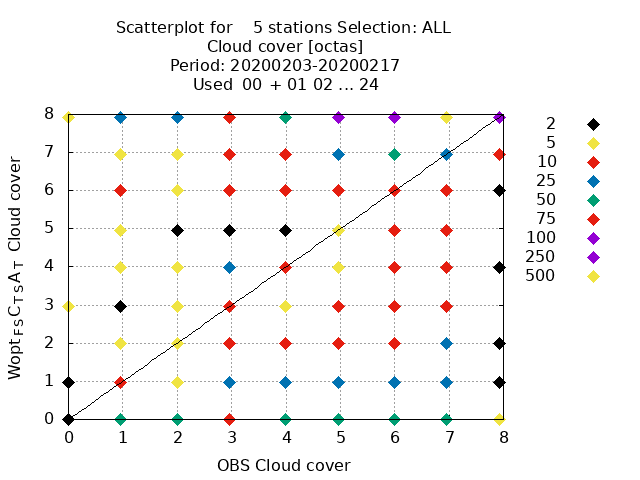 Scatterplot for    5 stations Selection: ALL
Cloud cover [octas]
Period: 20200203-20200217
Used  00  + 01 02 ... 24
8
7
6
5
4
3
2
1
0
0 1 2 3 4 5 6 7 8
Wopt FS C T S A T  Cloud cover
OBS Cloud cover
2
5
10
25
50
75
100
250
500